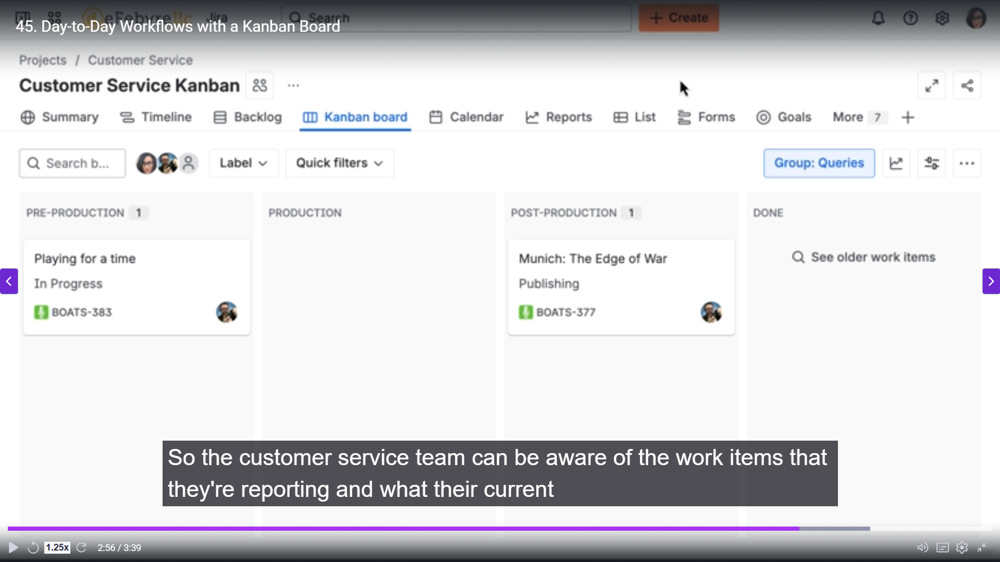 deFebvre llc Jira
Search
+ Create
45. Day-to-Day Workflows with a Kanban Board
Projects / Customer Service
Customer Service Kanban
Summary Timeline Backlog Kanban board Calendar Reports List Forms Goals More 7
Search b...
Label
Quick filters
Group: Queries
PRE-PRODUCTION 1
PRODUCTION
POST-PRODUCTION 1
DONE
Playing for a time
In Progress
BOATS-383
Munich: The Edge of War
Publishing
BOATS-377
See older work items
So the customer service team can be aware of the work items that
they're reporting and what their current
1.25x
2:56 / 3:39